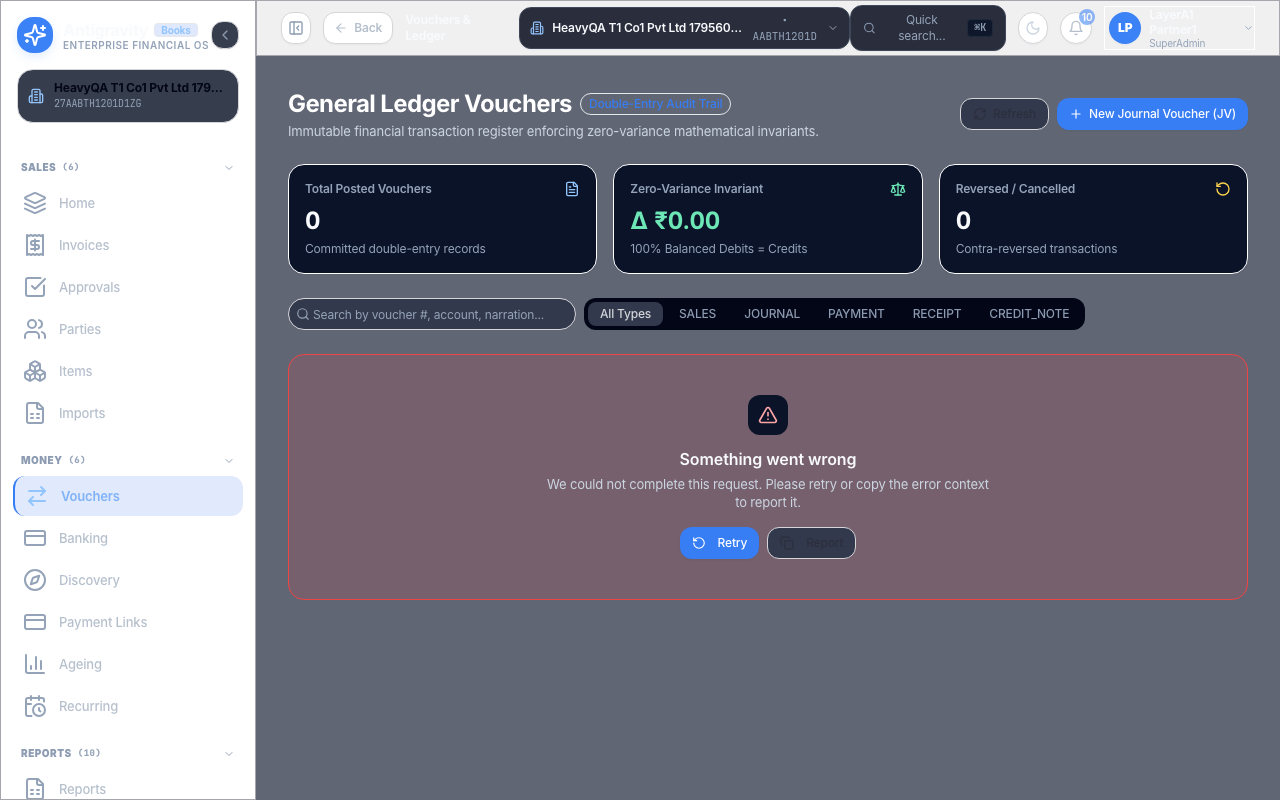 Antigravity Books
ENTERPRISE FINANCIAL OS
HeavyQA T1 Co1 Pvt Ltd 179...
27AABTH1201D1ZG
SALES (6)
Home
Invoices
Approvals
Parties
Items
Imports
MONEY (6)
Vouchers
Banking
Discovery
Payment Links
Ageing
Recurring
REPORTS (10)
Reports
Back
Vouchers &
Ledger
HeavyQA T1 Co1 Pvt Ltd 179560...
AABTH1201D
Quick
search...
⌘K
10
LP
LayerA1
Partner1
SuperAdmin
General Ledger Vouchers
Double-Entry Audit Trail
Immutable financial transaction register enforcing zero-variance mathematical invariants.
Refresh
New Journal Voucher (JV)
Total Posted Vouchers
0
Committed double-entry records
Zero-Variance Invariant
Δ ₹0.00
100% Balanced Debits = Credits
Reversed / Cancelled
0
Contra-reversed transactions
Search by voucher #, account, narration...
All Types
SALES
JOURNAL
PAYMENT
RECEIPT
CREDIT_NOTE
Something went wrong
We could not complete this request. Please retry or copy the error context
to report it.
Retry
Report